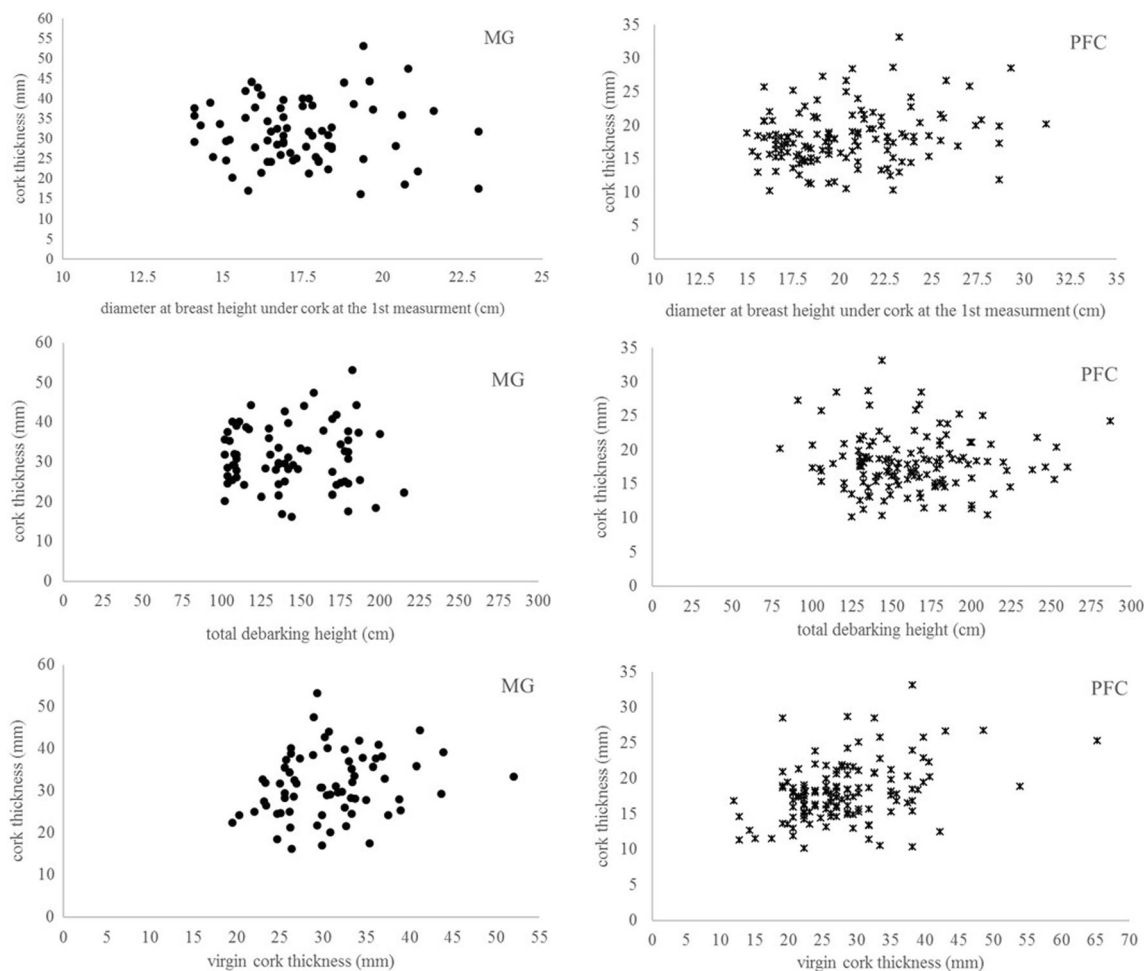 60
55
50
45
40
35
30
25
20
15
10
5
0
cork thickness (mm)
MG
10 12.5 15 17.5 20 22.5 25
diameter at breast height under cork at the 1st measurment (cm)
35
30
25
20
15
10
5
0
cork thickness (mm)
PFC
10 12.5 15 17.5 20 22.5 25 27.5 30 32.5 35
diameter at breast height under cork at the 1st measurment (cm)
60
50
40
30
20
10
0
cork thickness (mm)
MG
0 25 50 75 100 125 150 175 200 225 250 275 300
total debarking height (cm)
35
30
25
20
15
10
5
0
cork thickness (mm)
PFC
0 25 50 75 100 125 150 175 200 225 250 275 300
total debarking height (cm)
60
50
40
30
20
10
0
cork thickness (mm)
MG
0 5 10 15 20 25 30 35 40 45 50 55
virgin cork thickness (mm)
35
30
25
20
15
10
5
0
cork thickness (mm)
PFC
0 5 10 15 20 25 30 35 40 45 50 55 60 65 70
virgin cork thickness (mm)